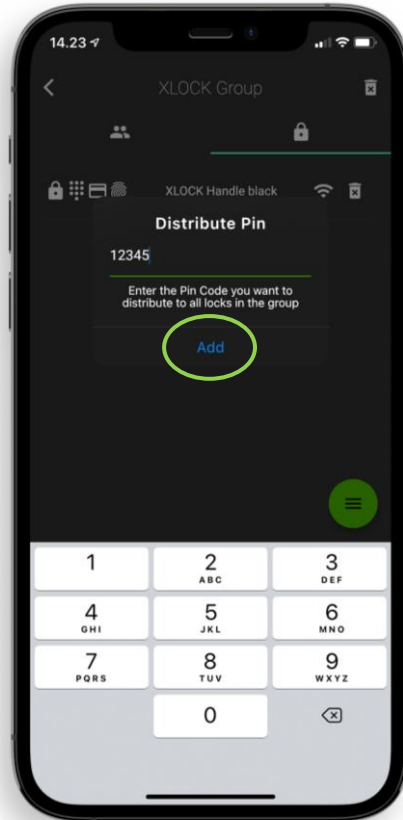 14.23
XLOCK Group
XLOCK Handle black
Distribute Pin
12345
Enter the Pin Code you want to
distribute to all locks in the group
Add
1
2
ABC
3
DEF
4
GHI
5
JKL
6
MNO
7
PQRS
8
TUV
9
WXYZ
0